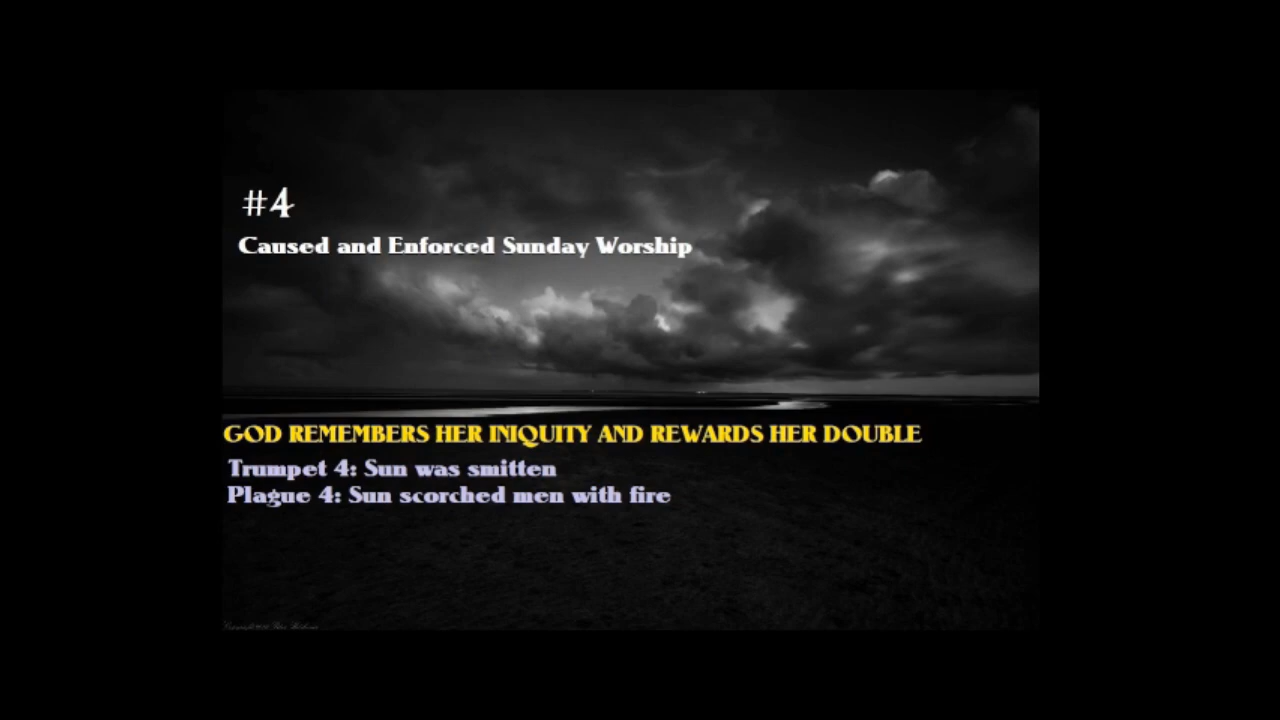 #4
Caused and Enforced Sunday Worship
GOD REMEMBERS HER INIQUITY AND REWARDS HER DOUBLE
Trumpet 4: Sun was smitten
Plague 4: Sun scorched men with fire